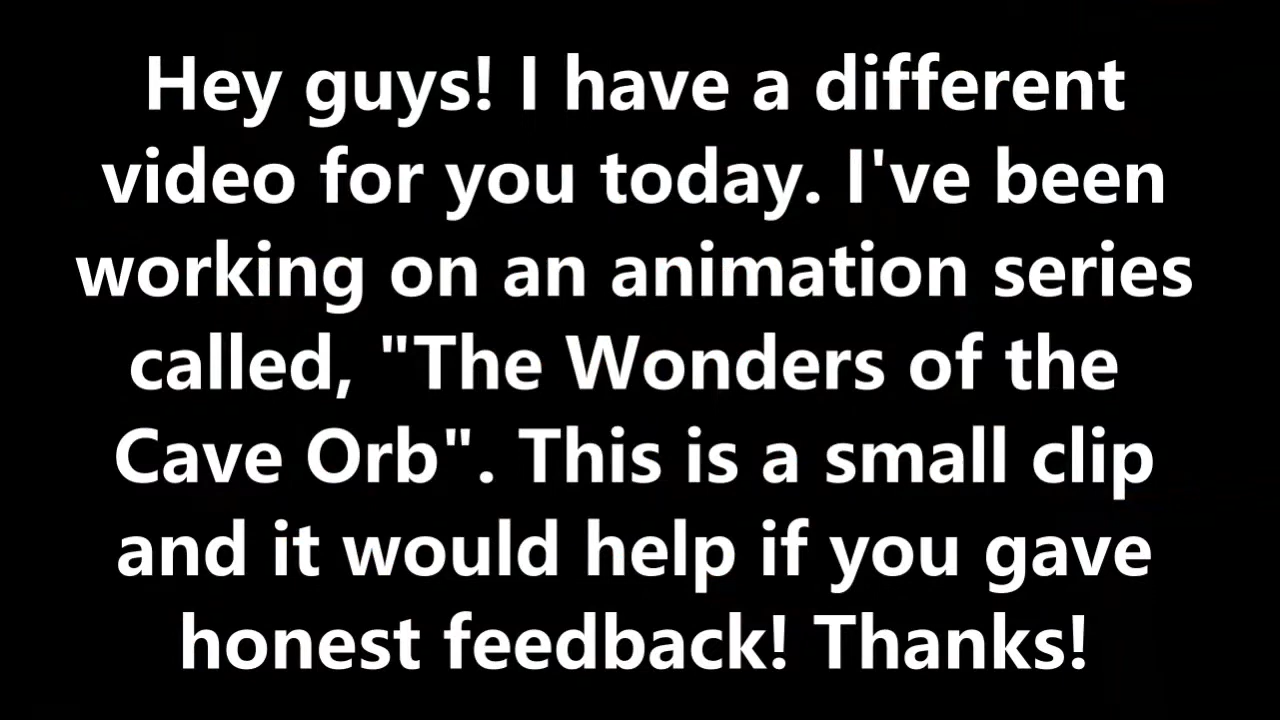 Hey guys! I have a different
video for you today. I've been
working on an animation series
called, "The Wonders of the
Cave Orb". This is a small clip
and it would help if you gave
honest feedback! Thanks!